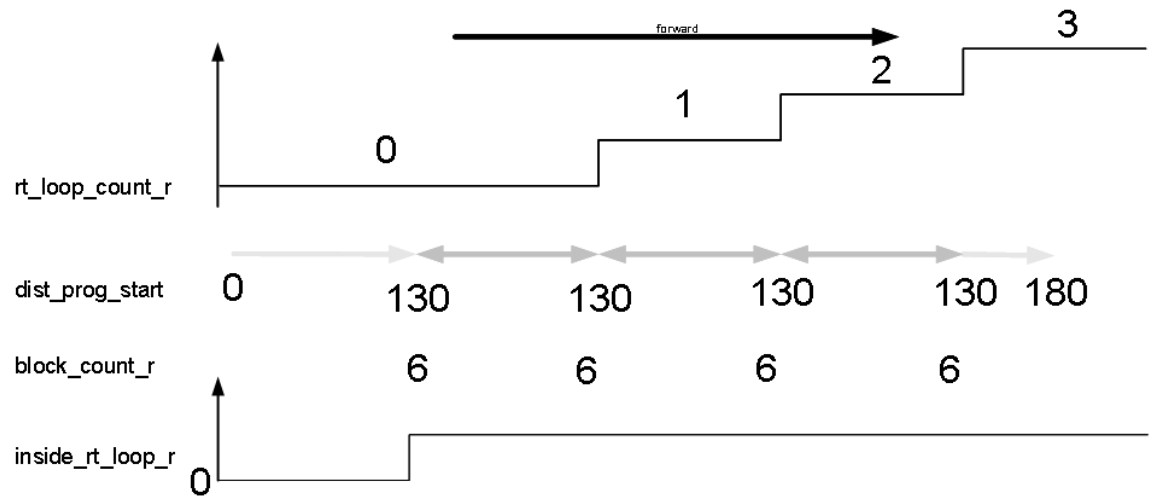 forward
3
2
1
0
rt_loop_count_r
dist_prog_start 0 130 130 130 130 180
block_count_r 6 6 6 6
inside_rt_loop_r
0